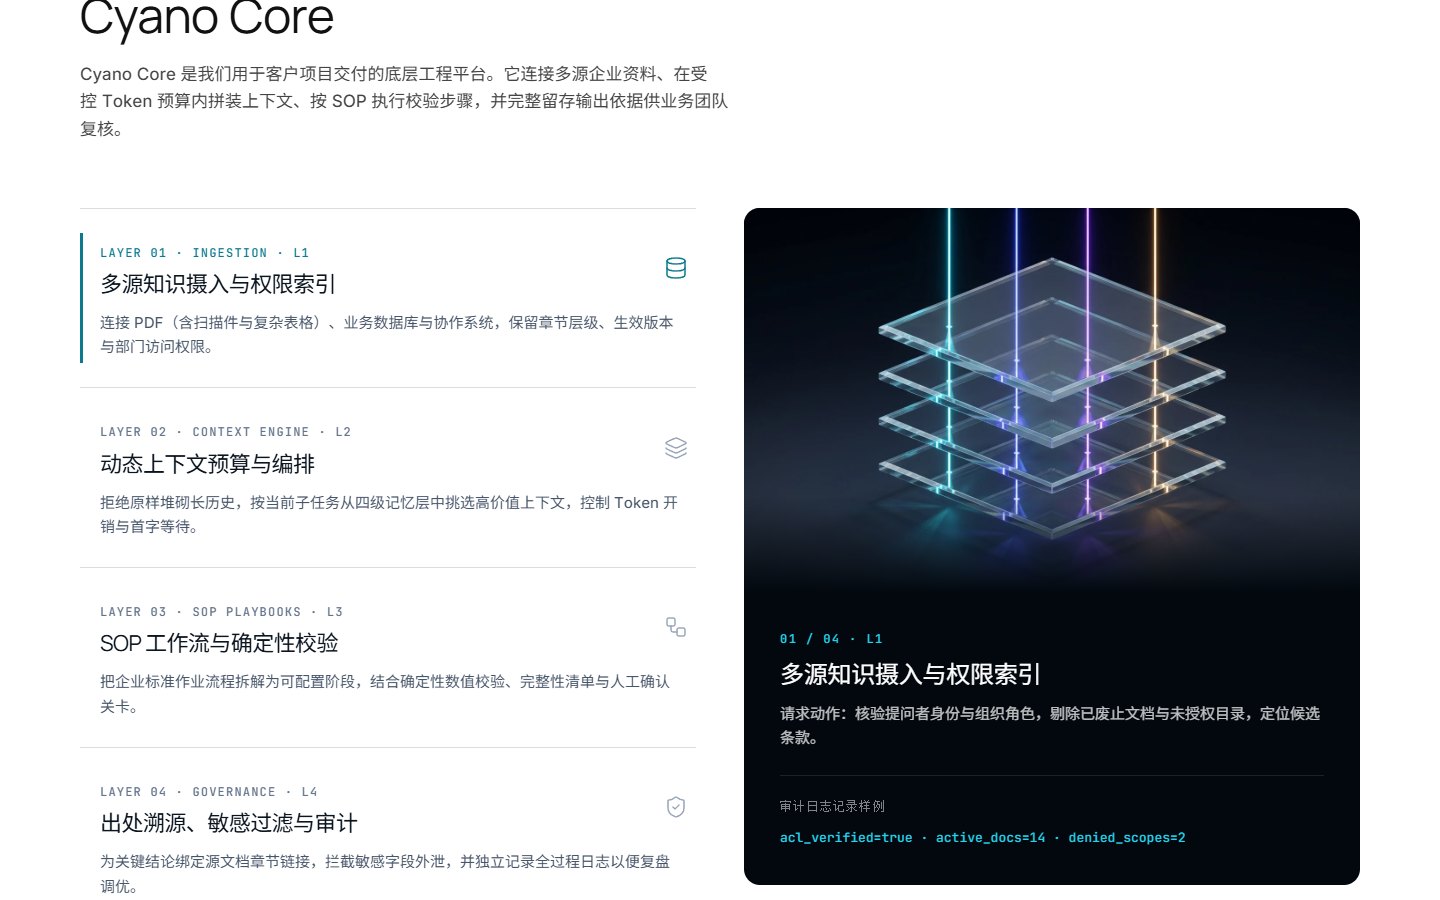 Cyano Core
Cyano Core 是我们用于客户项目交付的底层工程平台。它连接多源企业资料、在受
控 Token 预算内拼装上下文、按 SOP 执行校验步骤，并完整留存输出依据供业务团队
复核。
LAYER 01 · INGESTION · L1
多源知识摄入与权限索引
连接 PDF（含扫描件与复杂表格）、业务数据库与协作系统，保留章节层级、生效版本
与部门访问权限。
LAYER 02 · CONTEXT ENGINE · L2
动态上下文预算与编排
拒绝原样堆砌长历史，按当前子任务从四级记忆层中挑选高价值上下文，控制 Token 开
销与首字等待。
LAYER 03 · SOP PLAYBOOKS · L3
SOP 工作流与确定性校验
把企业标准作业流程拆解为可配置阶段，结合确定性数值校验、完整性清单与人工确认
关卡。
LAYER 04 · GOVERNANCE · L4
出处溯源、敏感过滤与审计
为关键结论绑定源文档章节链接，拦截敏感字段外泄，并独立记录全过程日志以便复盘
调优。
01 / 04 · L1
多源知识摄入与权限索引
请求动作：核验提问者身份与组织角色，剔除已废止文档与未授权目录，定位候选
条款。
审计日志记录样例
acl_verified=true · active_docs=14 · denied_scopes=2